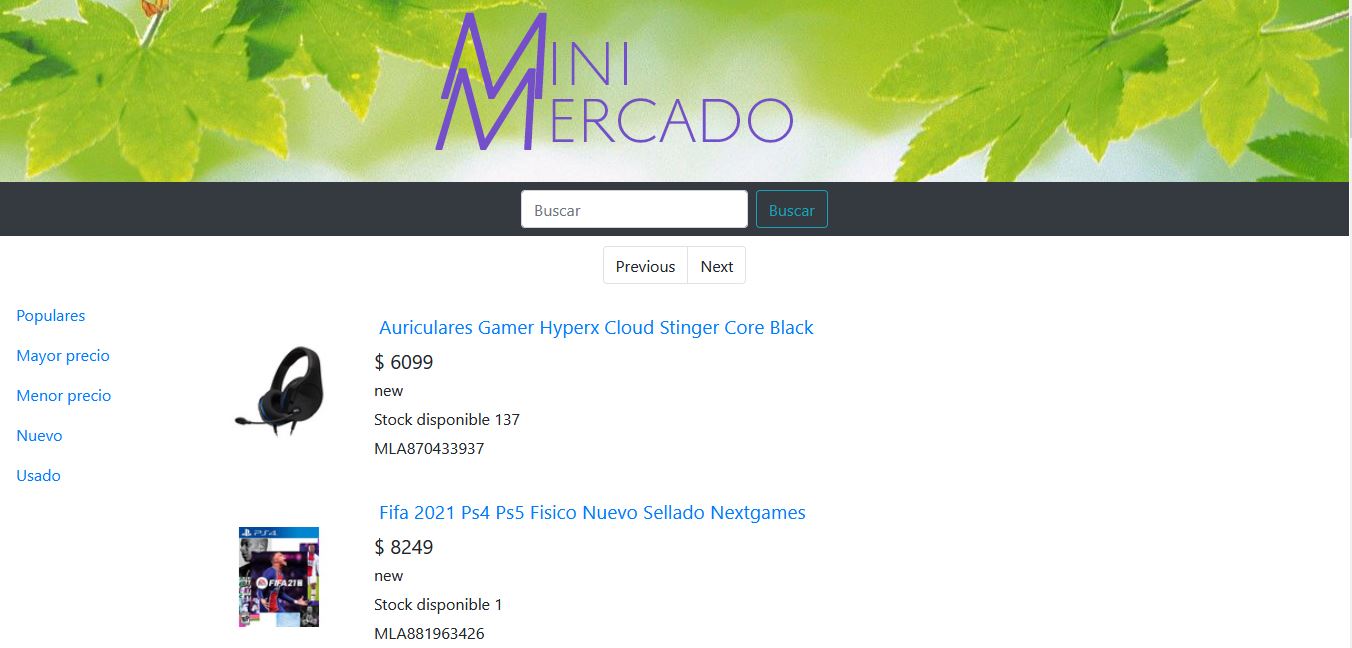 MINI
MERCADO
Buscar Buscar
Previous Next
Populares
Mayor precio
Menor precio
Nuevo
Usado
Auriculares Gamer Hyperx Cloud Stinger Core Black
$ 6099
new
Stock disponible 137
MLA870433937
Fifa 2021 Ps4 Ps5 Fisico Nuevo Sellado Nextgames
PS4
FIFA 21
$ 8249
new
Stock disponible 1
MLA881963426